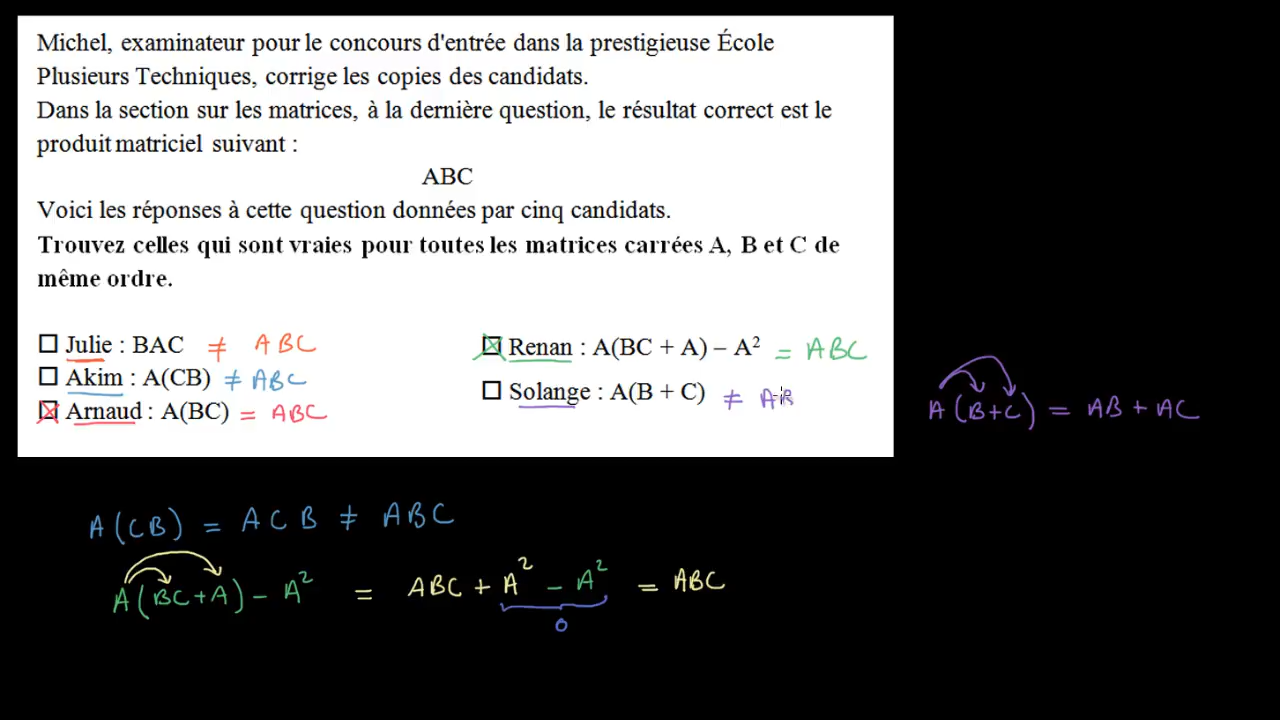 Michel, examinateur pour le concours d'entrée dans la prestigieuse École
Plusieurs Techniques, corrige les copies des candidats.
Dans la section sur les matrices, à la dernière question, le résultat correct est le
produit matriciel suivant :
ABC
Voici les réponses à cette question données par cinq candidats.
Trouvez celles qui sont vraies pour toutes les matrices carrées A, B et C de
même ordre.
☐ Julie : BAC ≠ ABC
☐ Akim : A(CB) ≠ ABC
☒ Arnaud : A(BC) = ABC
☒ Renan : A(BC + A) – A² = ABC
☐ Solange : A(B + C) ≠ AB
A(B+C) = AB + AC
A(CB) = ACB ≠ ABC
A(BC+A) - A² = ABC + A² - A² = ABC
0